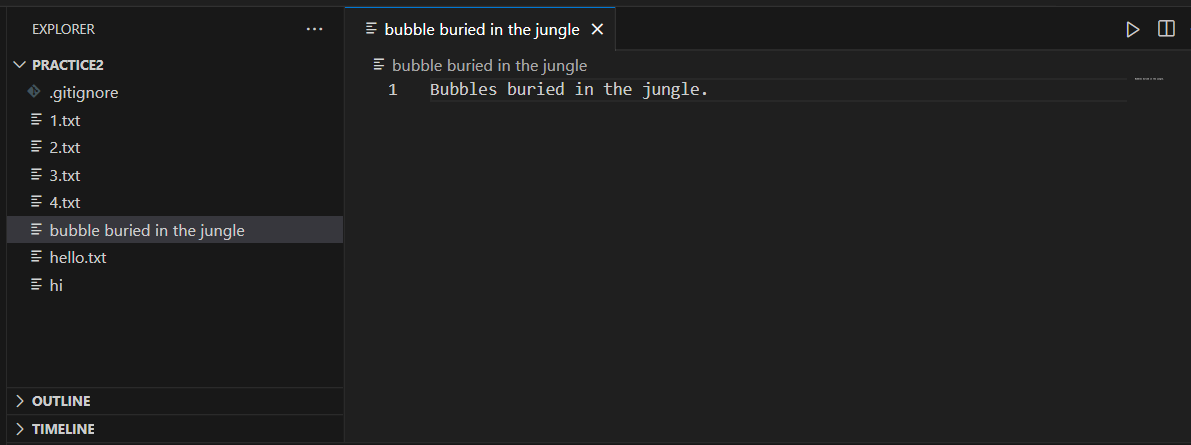 EXPLORER
PRACTICE2
.gitignore
1.txt
2.txt
3.txt
4.txt
bubble buried in the jungle
hello.txt
hi
OUTLINE
TIMELINE
bubble buried in the jungle
bubble buried in the jungle
1 Bubbles buried in the jungle.